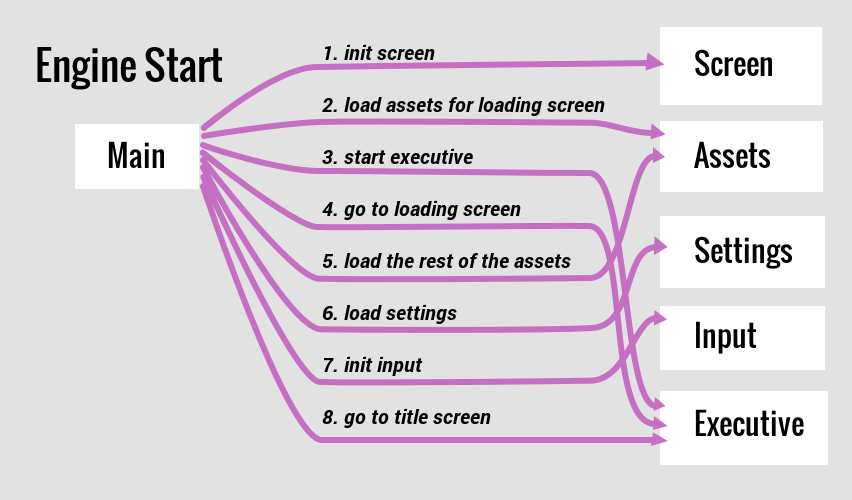 Engine Start
Main
1. init screen
2. load assets for loading screen
3. start executive
4. go to loading screen
5. load the rest of the assets
6. load settings
7. init input
8. go to title screen
Screen
Assets
Settings
Input
Executive